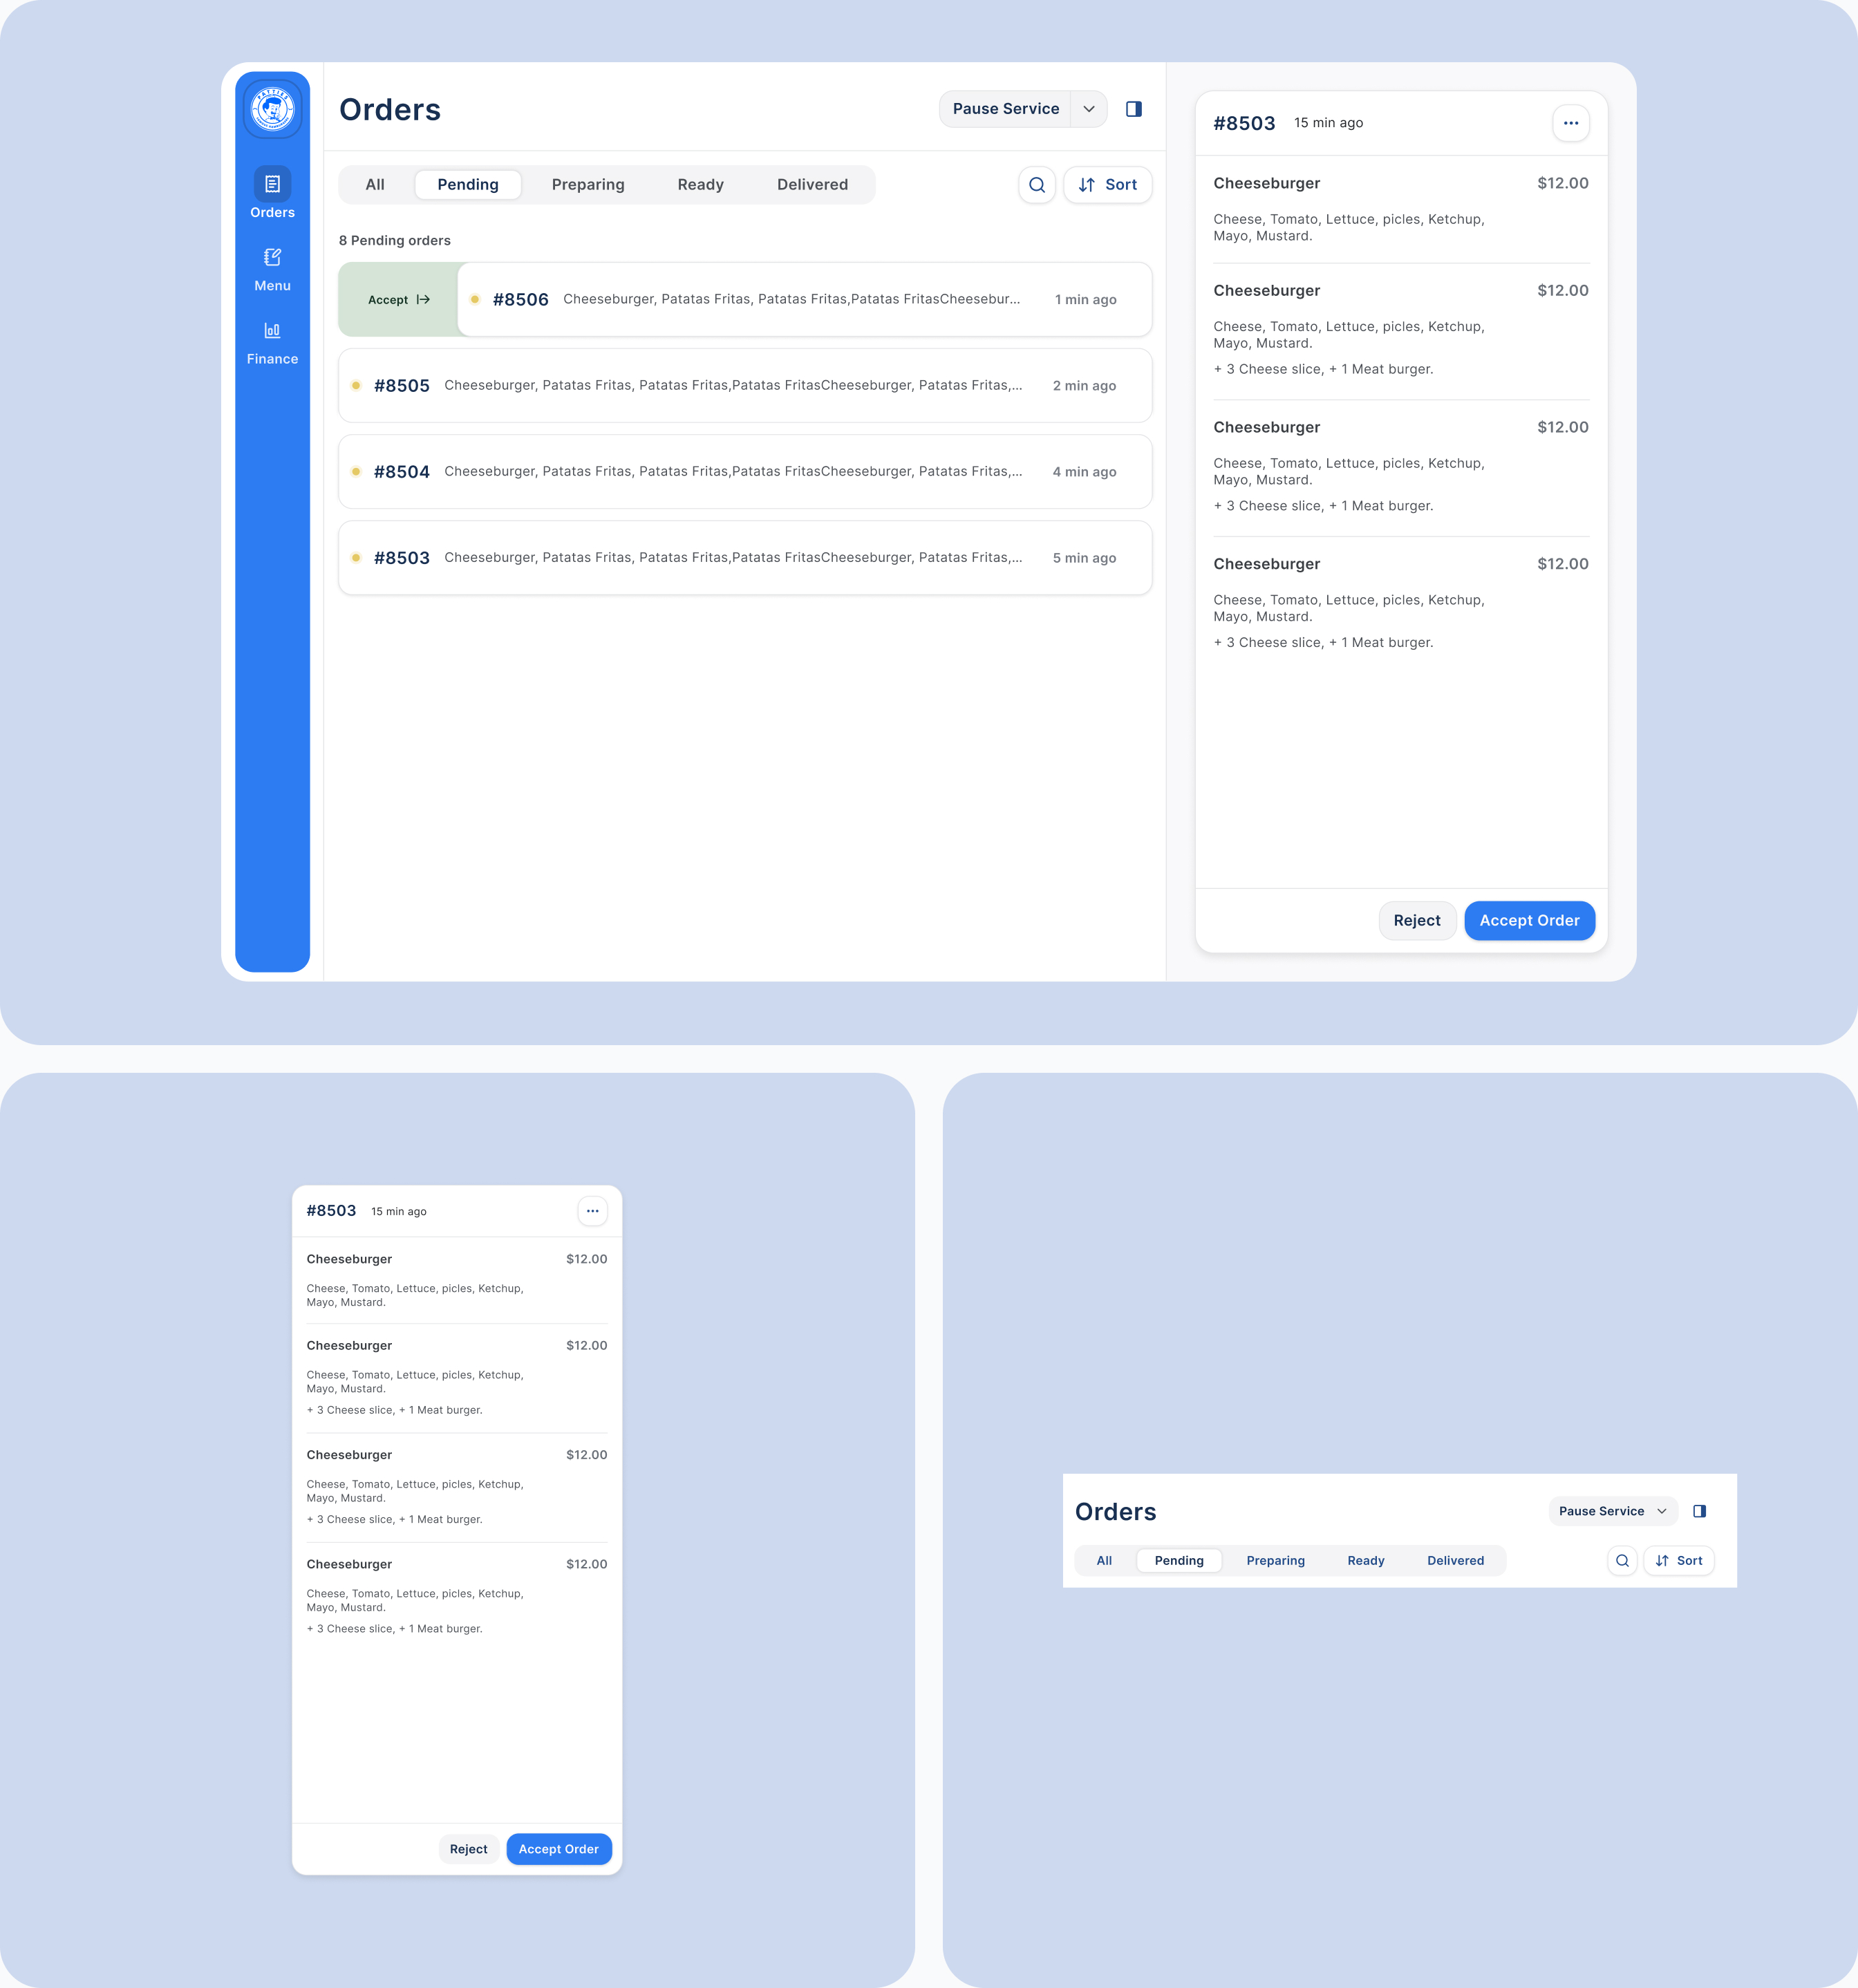 PATTIES
Orders
Menu
Finance
Orders
Pause Service
All Pending Preparing Ready Delivered
Sort
8 Pending orders
Accept #8506 Cheeseburger, Patatas Fritas, Patatas Fritas,Patatas FritasCheesebur... 1 min ago
#8505 Cheeseburger, Patatas Fritas, Patatas Fritas,Patatas FritasCheeseburger, Patatas Fritas,... 2 min ago
#8504 Cheeseburger, Patatas Fritas, Patatas Fritas,Patatas FritasCheeseburger, Patatas Fritas,... 4 min ago
#8503 Cheeseburger, Patatas Fritas, Patatas Fritas,Patatas FritasCheeseburger, Patatas Fritas,... 5 min ago
#8503 15 min ago
Cheeseburger $12.00
Cheese, Tomato, Lettuce, picles, Ketchup,
Mayo, Mustard.
Cheeseburger $12.00
Cheese, Tomato, Lettuce, picles, Ketchup,
Mayo, Mustard.
+ 3 Cheese slice, + 1 Meat burger.
Cheeseburger $12.00
Cheese, Tomato, Lettuce, picles, Ketchup,
Mayo, Mustard.
+ 3 Cheese slice, + 1 Meat burger.
Cheeseburger $12.00
Cheese, Tomato, Lettuce, picles, Ketchup,
Mayo, Mustard.
+ 3 Cheese slice, + 1 Meat burger.
Reject Accept Order
#8503 15 min ago
Cheeseburger $12.00
Cheese, Tomato, Lettuce, picles, Ketchup,
Mayo, Mustard.
Cheeseburger $12.00
Cheese, Tomato, Lettuce, picles, Ketchup,
Mayo, Mustard.
+ 3 Cheese slice, + 1 Meat burger.
Cheeseburger $12.00
Cheese, Tomato, Lettuce, picles, Ketchup,
Mayo, Mustard.
+ 3 Cheese slice, + 1 Meat burger.
Cheeseburger $12.00
Cheese, Tomato, Lettuce, picles, Ketchup,
Mayo, Mustard.
+ 3 Cheese slice, + 1 Meat burger.
Reject Accept Order
Orders
Pause Service
All Pending Preparing Ready Delivered
Sort